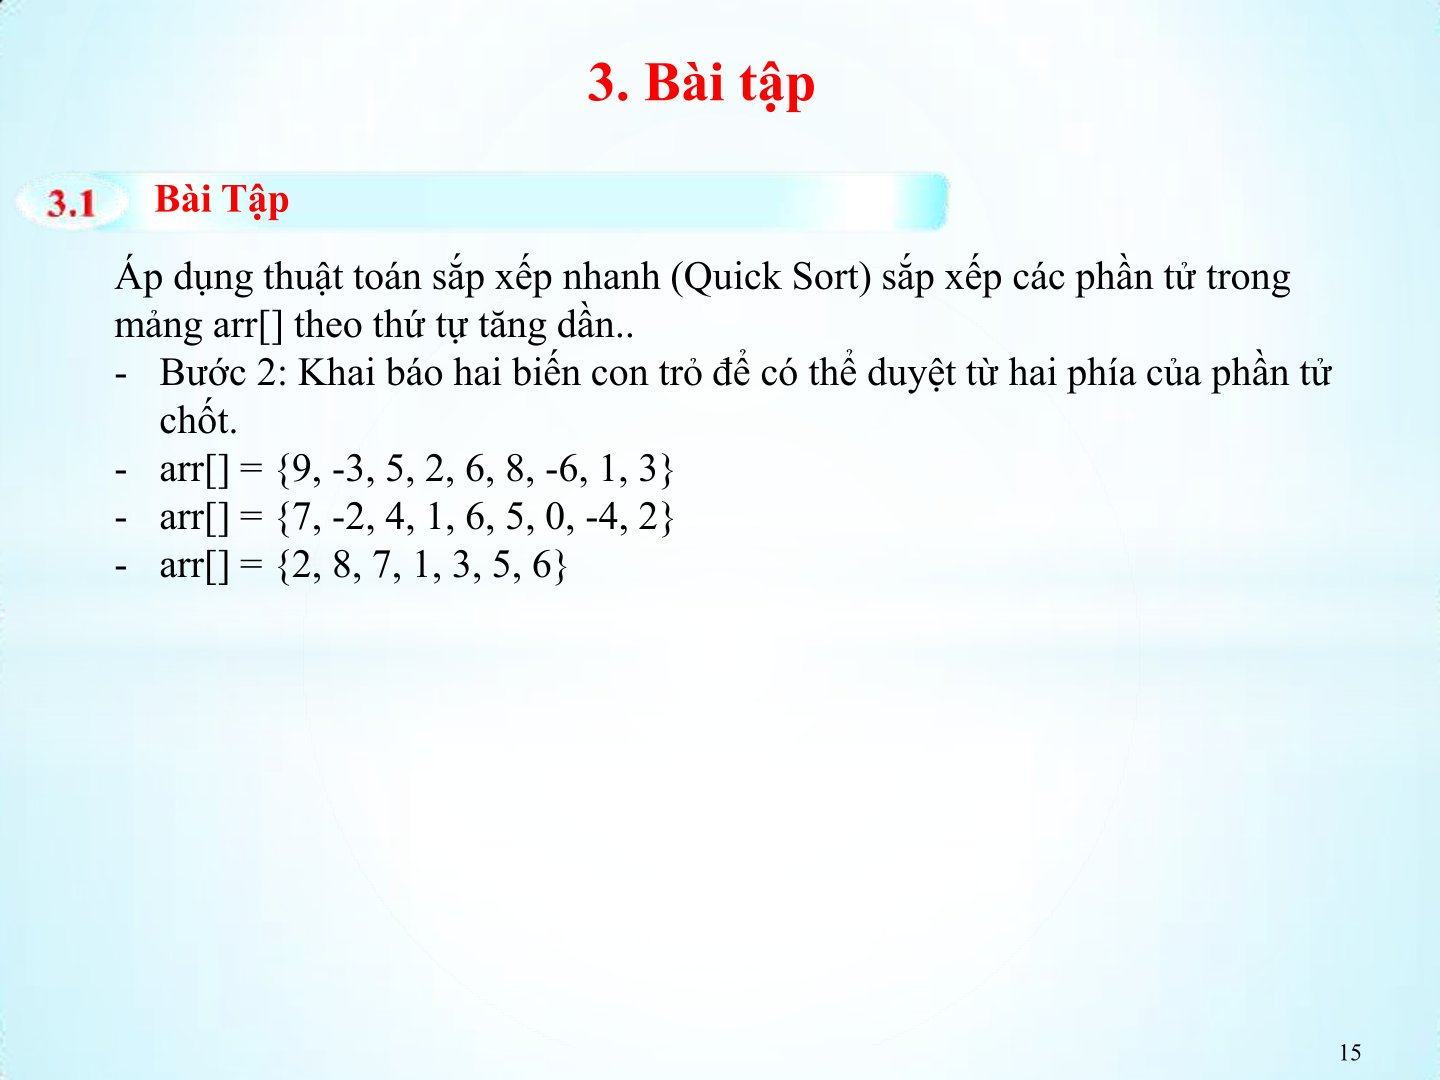 3. Bài tập
3.1 Bài Tập
Áp dụng thuật toán sắp xếp nhanh (Quick Sort) sắp xếp các phần tử trong
mảng arr[] theo thứ tự tăng dần..
- Bước 2: Khai báo hai biến con trỏ để có thể duyệt từ hai phía của phần tử
chốt.
- arr[] = {9, -3, 5, 2, 6, 8, -6, 1, 3}
- arr[] = {7, -2, 4, 1, 6, 5, 0, -4, 2}
- arr[] = {2, 8, 7, 1, 3, 5, 6}
15